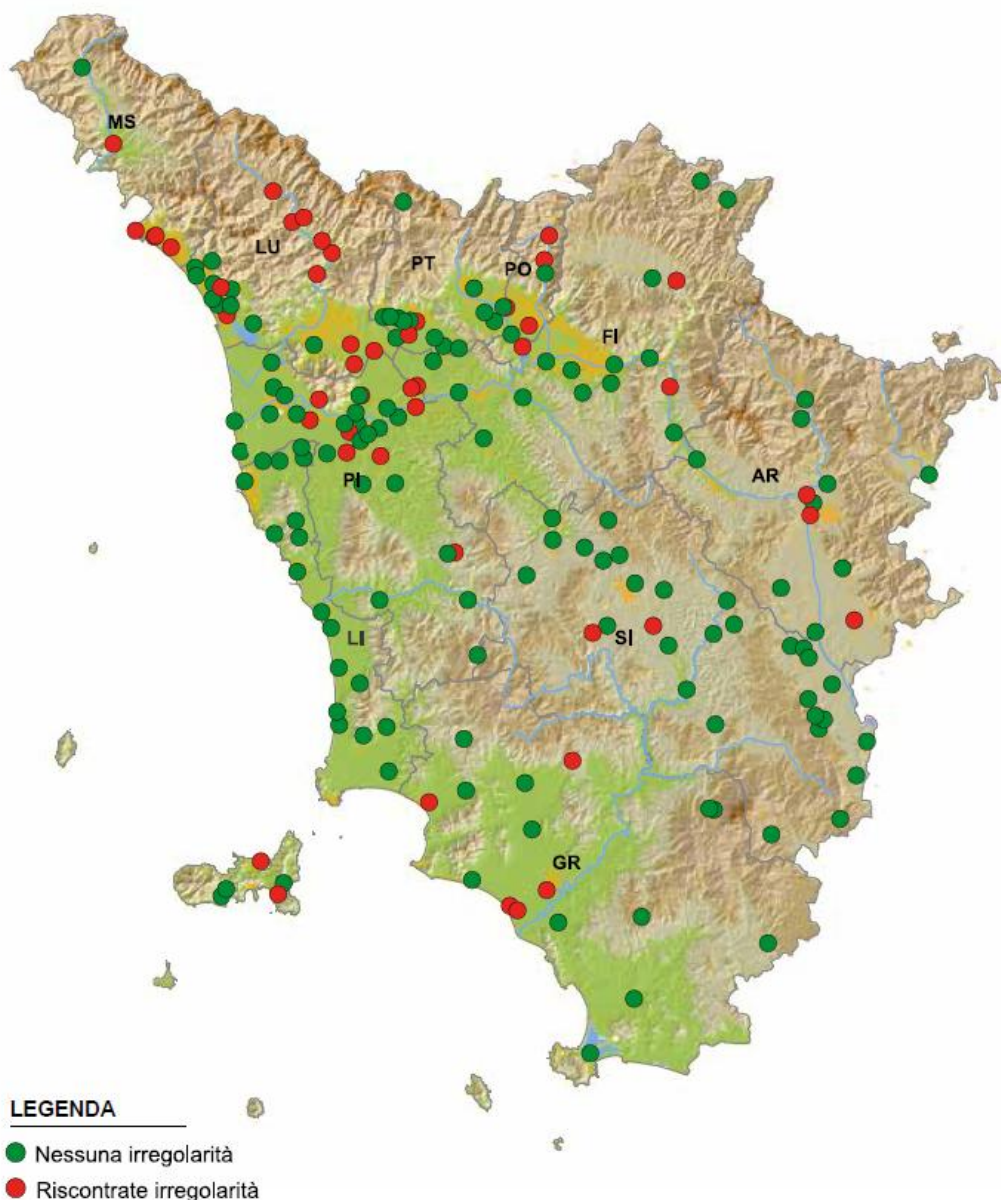 MS
LU
PT
PO
FI
AR
PI
LI
SI
GR
LEGENDA
Nessuna irregolarità
Riscontrate irregolarità